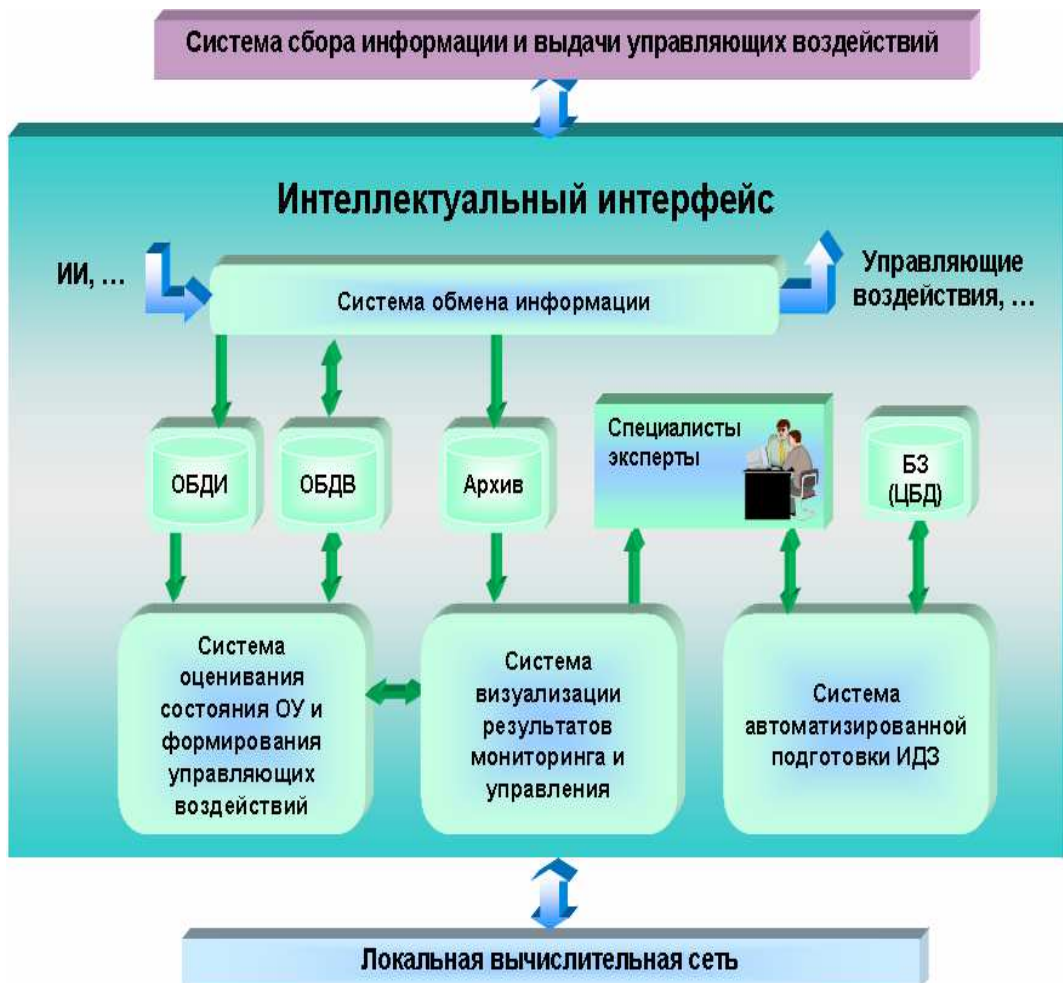 Система сбора информации и выдачи управляющих воздействий
Интеллектуальный интерфейс
ИИ, ...
Система обмена информации
Управляющие
воздействия, ...
ОБДИ
ОБДВ
Архив
Специалисты
эксперты
БЗ
(ЦБД)
Система
оценивания
состояния ОУ и
формирования
управляющих
воздействий
Система
визуализации
результатов
мониторинга и
управления
Система
автоматизированной
подготовки ИДЗ
Локальная вычислительная сеть